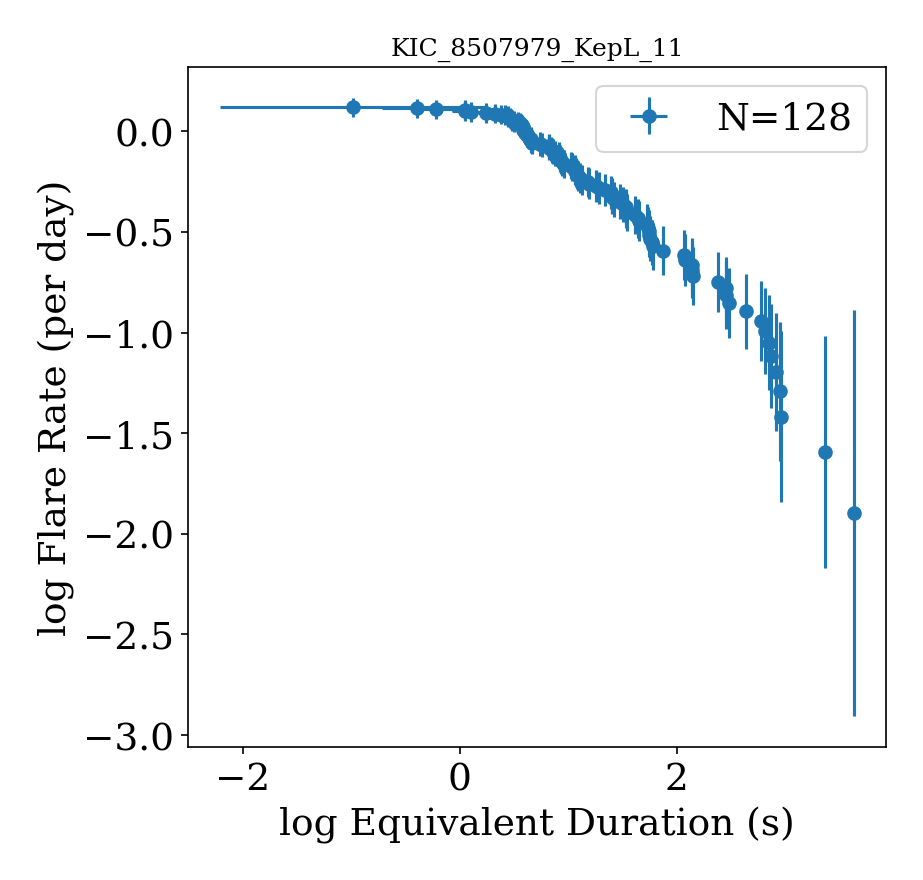 KIC_8507979_KepL_11
N=128
log Flare Rate (per day)
0.0
−0.5
−1.0
−1.5
−2.0
−2.5
−3.0
−2 0 2
log Equivalent Duration (s)